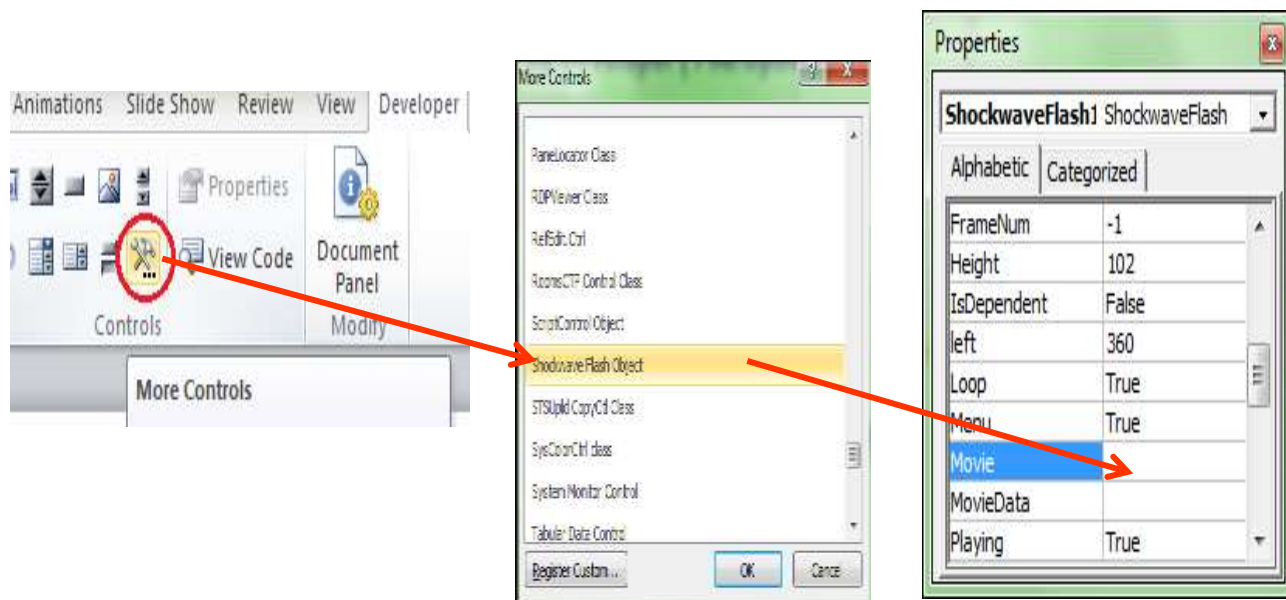 Animations Slide Show Review View Developer
Properties
View Code
Document
Panel
Controls
Modify
More Controls
More Controls
PaneLocator Class
RDPViewer Class
RefEdit.Ctrl
RoomsCTP Control Class
ScriptControl Object
Shockwave Flash Object
STSUpld CopyCtl Class
SysColorCtrl class
System Monitor Control
Tabular Data Control
Register Custom...
OK
Cancel
Properties
ShockwaveFlash1 ShockwaveFlash
Alphabetic Categorized
FrameNum -1
Height 102
IsDependent False
left 360
Loop True
Menu True
Movie
MovieData
Playing True